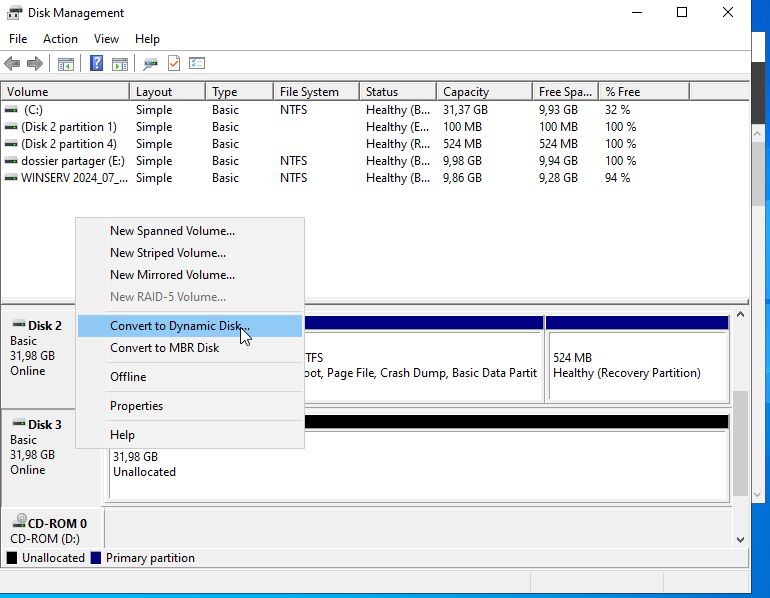 Disk Management
File Action View Help
Volume Layout Type File System Status Capacity Free Spa... % Free
(C:) Simple Basic NTFS Healthy (B... 31,37 GB 9,93 GB 32 %
(Disk 2 partition 1) Simple Basic Healthy (E... 100 MB 100 MB 100 %
(Disk 2 partition 4) Simple Basic Healthy (R... 524 MB 524 MB 100 %
dossier partager (E:) Simple Basic NTFS Healthy (B... 9,98 GB 9,94 GB 100 %
WINSERV 2024_07_... Simple Basic NTFS Healthy (B... 9,86 GB 9,28 GB 94 %
New Spanned Volume...
New Striped Volume...
New Mirrored Volume...
New RAID-5 Volume...
Convert to Dynamic Disk...
Convert to MBR Disk
Offline
Properties
Help
Disk 2
Basic
31,98 GB
Online
TFS
oot, Page File, Crash Dump, Basic Data Partit
524 MB
Healthy (Recovery Partition)
Disk 3
Basic
31,98 GB
Online
31,98 GB
Unallocated
CD-ROM 0
CD-ROM (D:)
Unallocated Primary partition